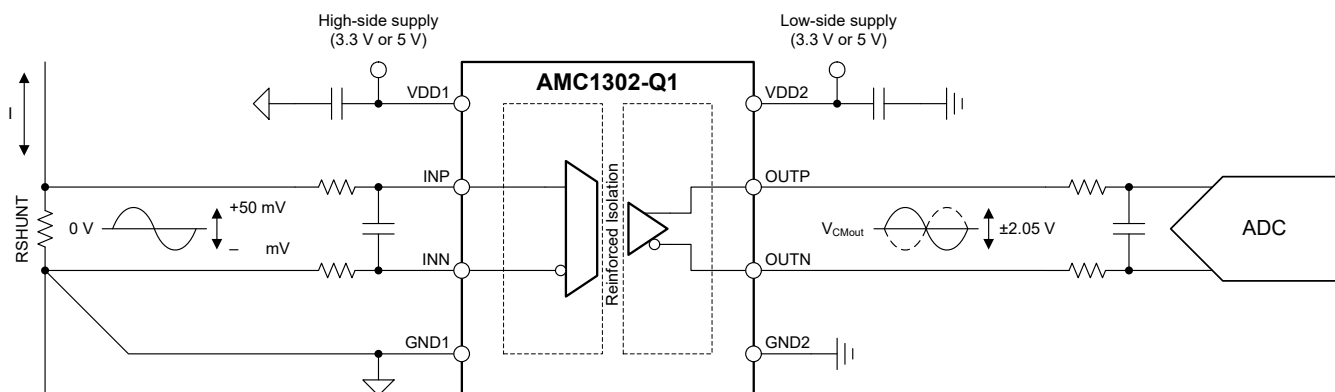 High-side supply
(3.3 V or 5 V)
Low-side supply
(3.3 V or 5 V)
AMC1302-Q1
VDD1
VDD2
I
Reinforced Isolation
INP
OUTP
RSHUNT
0 V
+50 mV
– mV
VCMout
±2.05 V
ADC
INN
OUTN
GND1
GND2